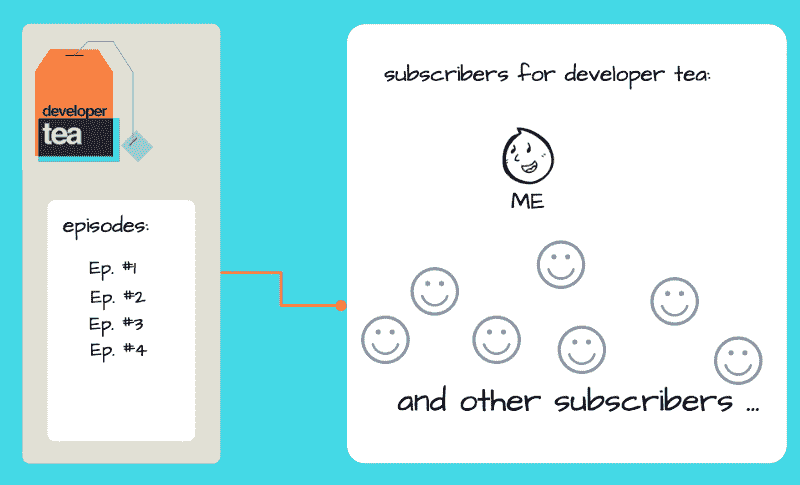 developer
tea
episodes:
Ep. #1
Ep. #2
Ep. #3
Ep. #4
subscribers for developer tea:
ME
and other subscribers ...